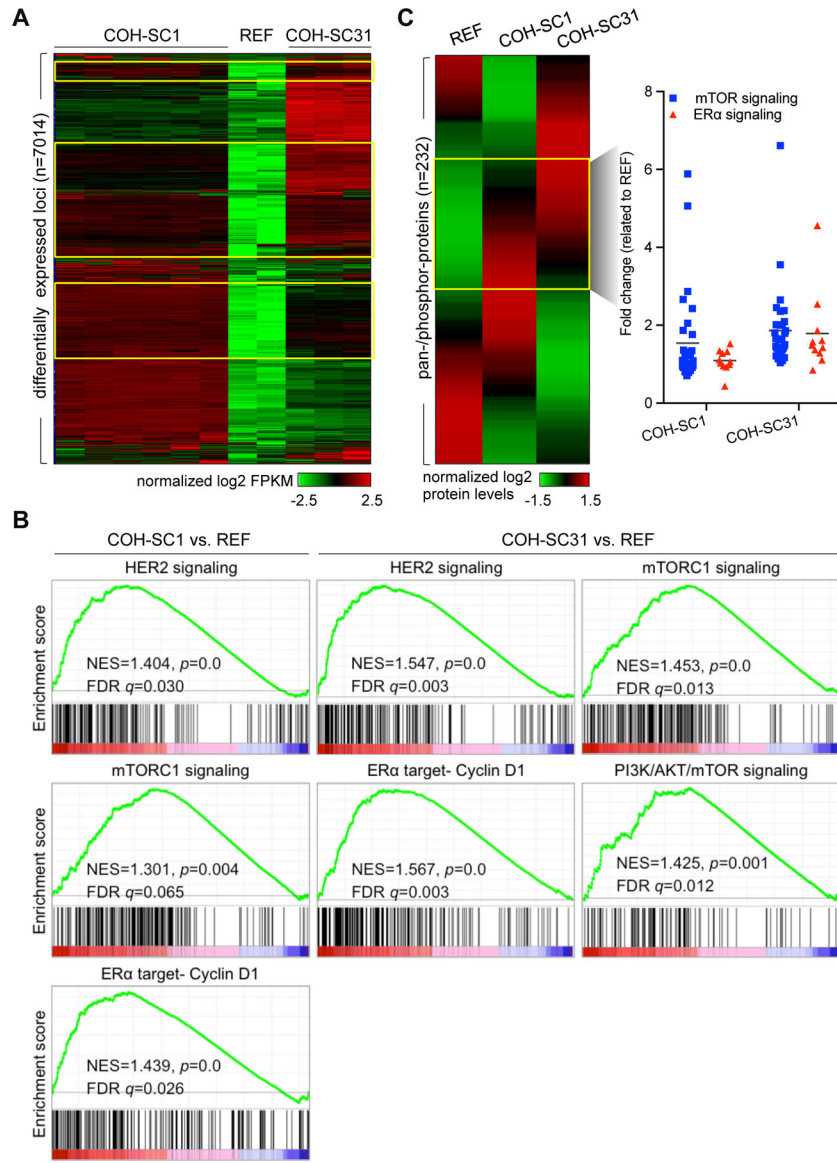 A
COH-SC1 REF COH-SC31
differentially expressed loci (n=7014)
normalized log2 FPKM
-2.5 2.5
C
REF COH-SC1 COH-SC31
pan-/phosphor-proteins (n=232)
normalized log2
protein levels
-1.5 1.5
mTOR signaling
ERα signaling
Fold change (related to REF)
8
6
4
2
0
COH-SC1 COH-SC31
B
COH-SC1 vs. REF COH-SC31 vs. REF
HER2 signaling HER2 signaling mTORC1 signaling
Enrichment score
NES=1.404, p=0.0
FDR q=0.030
NES=1.547, p=0.0
FDR q=0.003
NES=1.453, p=0.0
FDR q=0.013
mTORC1 signaling ERα target- Cyclin D1 PI3K/AKT/mTOR signaling
Enrichment score
NES=1.301, p=0.004
FDR q=0.065
NES=1.567, p=0.0
FDR q=0.003
NES=1.425, p=0.001
FDR q=0.012
ERα target- Cyclin D1
Enrichment score
NES=1.439, p=0.0
FDR q=0.026